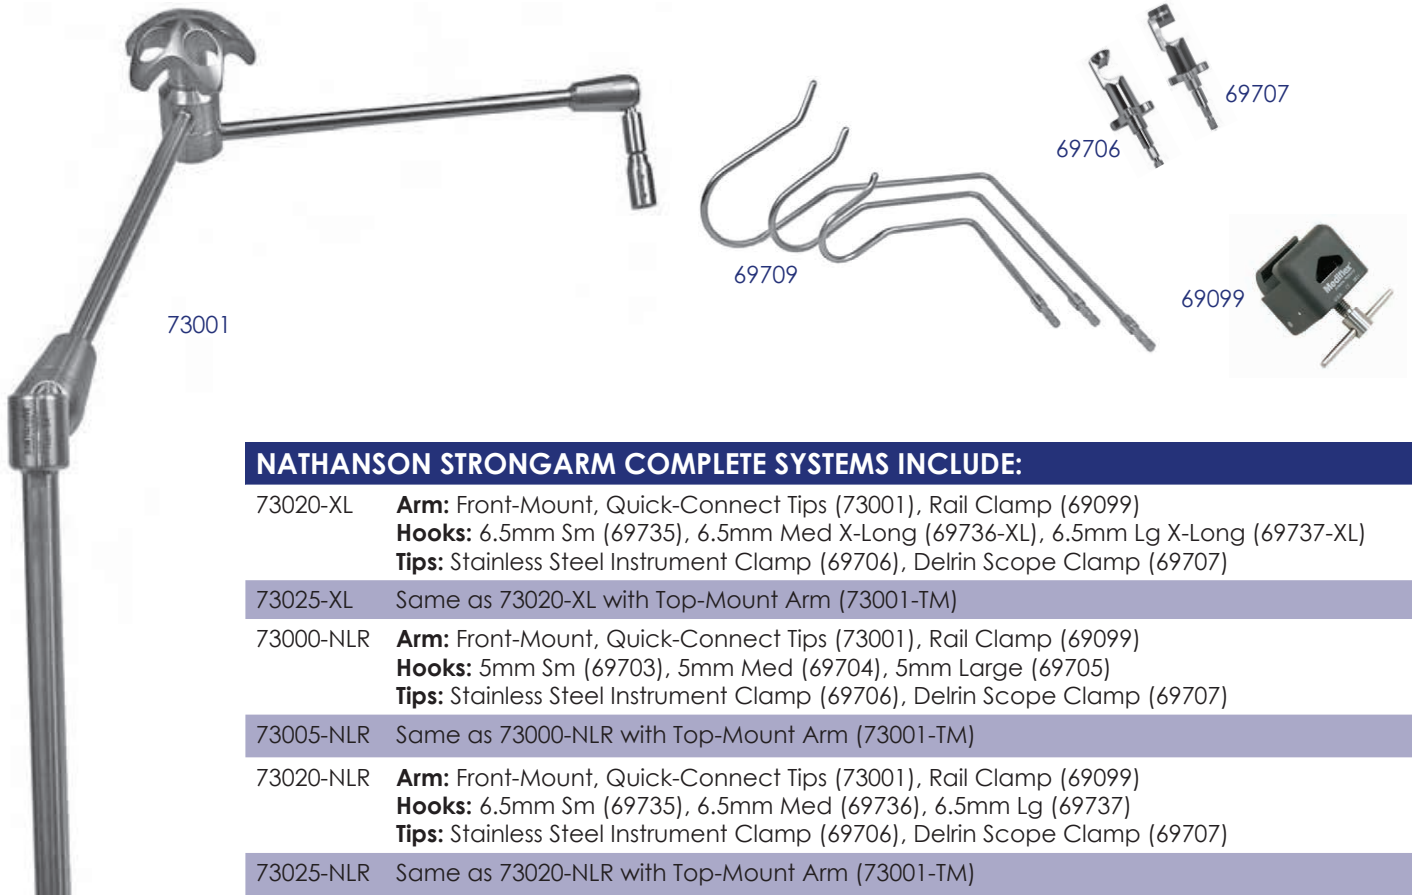 69707
69706
69709
69099
Mediflex
73001
NATHANSON STRONGARM COMPLETE SYSTEMS INCLUDE:
73020-XL Arm: Front-Mount, Quick-Connect Tips (73001), Rail Clamp (69099)
Hooks: 6.5mm Sm (69735), 6.5mm Med X-Long (69736-XL), 6.5mm Lg X-Long (69737-XL)
Tips: Stainless Steel Instrument Clamp (69706), Delrin Scope Clamp (69707)
73025-XL Same as 73020-XL with Top-Mount Arm (73001-TM)
73000-NLR Arm: Front-Mount, Quick-Connect Tips (73001), Rail Clamp (69099)
Hooks: 5mm Sm (69703), 5mm Med (69704), 5mm Large (69705)
Tips: Stainless Steel Instrument Clamp (69706), Delrin Scope Clamp (69707)
73005-NLR Same as 73000-NLR with Top-Mount Arm (73001-TM)
73020-NLR Arm: Front-Mount, Quick-Connect Tips (73001), Rail Clamp (69099)
Hooks: 6.5mm Sm (69735), 6.5mm Med (69736), 6.5mm Lg (69737)
Tips: Stainless Steel Instrument Clamp (69706), Delrin Scope Clamp (69707)
73025-NLR Same as 73020-NLR with Top-Mount Arm (73001-TM)